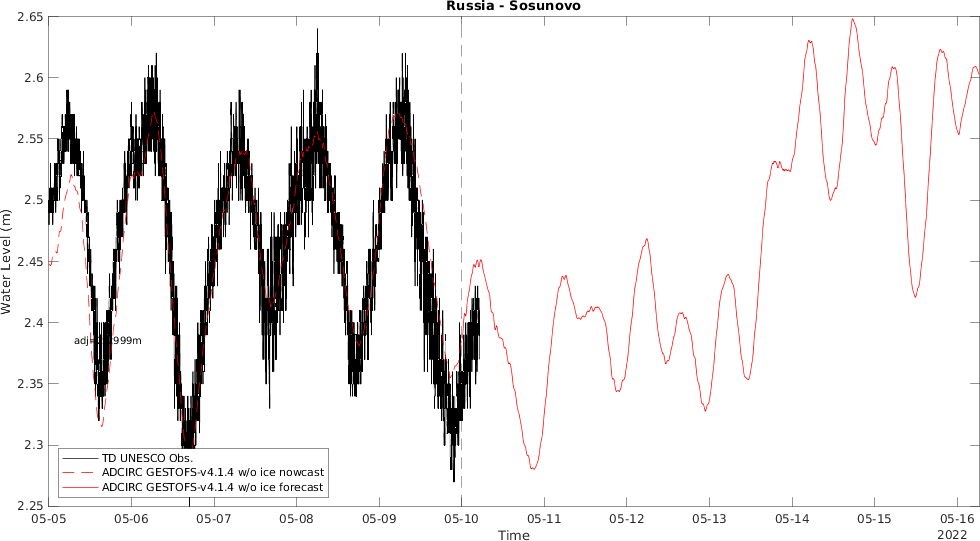 Russia - Sosunovo
2.65
2.6
2.55
2.5
2.45
2.4
2.35
2.3
2.25
Water Level (m)
999m
TD UNESCO Obs.
ADCIRC GESTOFS-v4.1.4 w/o ice nowcast
ADCIRC GESTOFS-v4.1.4 w/o ice forecast
05-05 05-06 05-07 05-08 05-09 05-10 05-11 05-12 05-13 05-14 05-15 05-16
Time
2022